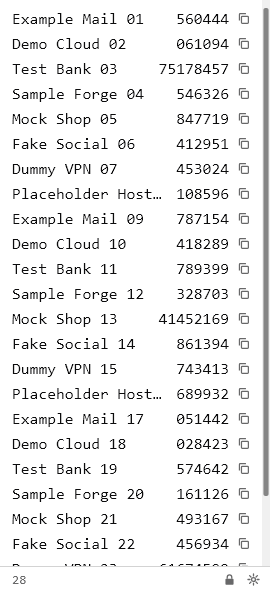 Example Mail 01 560444
Demo Cloud 02 061094
Test Bank 03 75178457
Sample Forge 04 546326
Mock Shop 05 847719
Fake Social 06 412951
Dummy VPN 07 453024
Placeholder Host… 108596
Example Mail 09 787154
Demo Cloud 10 418289
Test Bank 11 789399
Sample Forge 12 328703
Mock Shop 13 41452169
Fake Social 14 861394
Dummy VPN 15 743413
Placeholder Host… 689932
Example Mail 17 051442
Demo Cloud 18 028423
Test Bank 19 574642
Sample Forge 20 161126
Mock Shop 21 493167
Fake Social 22 456934
28